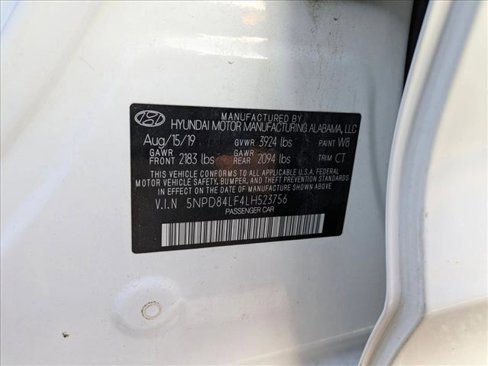 MANUFACTURED BY
HYUNDAI MOTOR MANUFACTURING ALABAMA, LLC
Aug/15/19 GVWR 3924 lbs PAINT W8
GAWR FRONT 2183 lbs GAWR REAR 2094 lbs TRIM CT
THIS VEHICLE CONFORMS TO ALL APPLICABLE U.S.A FEDERAL
MOTOR VEHICLE SAFETY, BUMPER, AND THEFT PREVENTION STANDARDS
IN EFFECT ON THE DATE OF MANUFACTURE SHOWN ABOVE.
V.I.N 5NPD84LF4LH523756
PASSENGER CAR